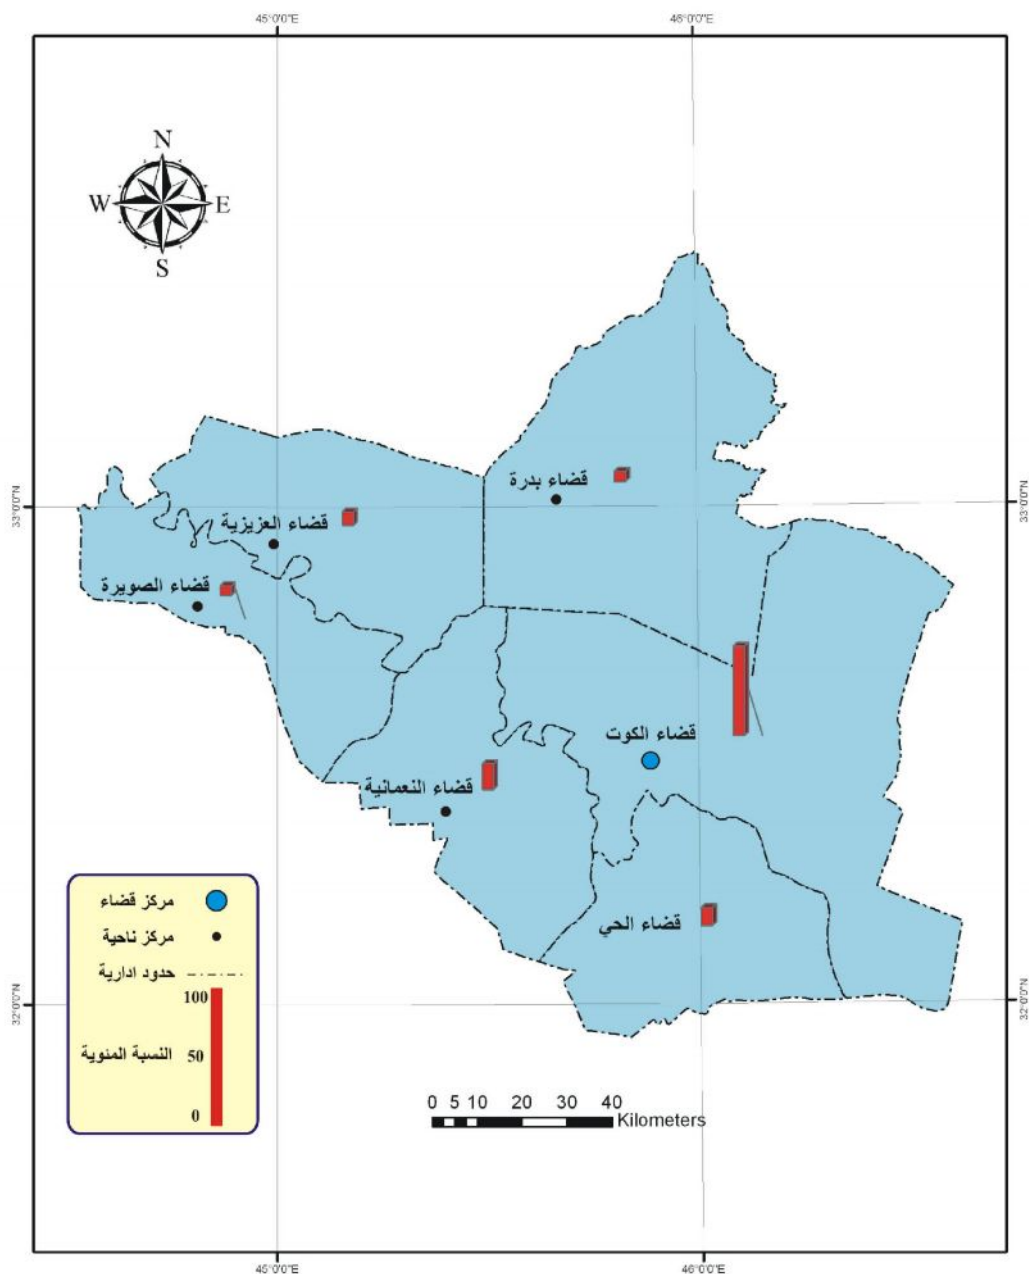 45°0'0"E
46°0'0"E
N
W
E
S
قضاء بدرة
33°0'0"N
33°0'0"N
قضاء العزيزية
قضاء الصويرة
قضاء الكوت
قضاء النعمانية
قضاء الحي
مركز قضاء
مركز ناحية
حدود ادارية
100
النسبة المئوية
50
0
32°0'0"N
32°0'0"N
0 5 10 20 30 40
Kilometers
45°0'0"E
46°0'0"E